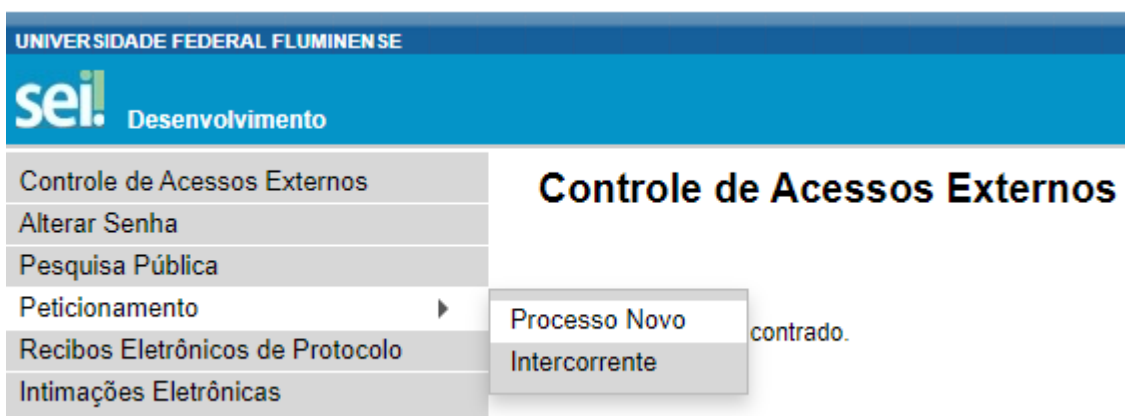 UNIVERSIDADE FEDERAL FLUMINENSE
sei!
Desenvolvimento
Controle de Acessos Externos
Alterar Senha
Pesquisa Pública
Peticionamento
Recibos Eletrônicos de Protocolo
Intimações Eletrônicas
Processo Novo
Intercorrente
Controle de Acessos Externos
contrado.